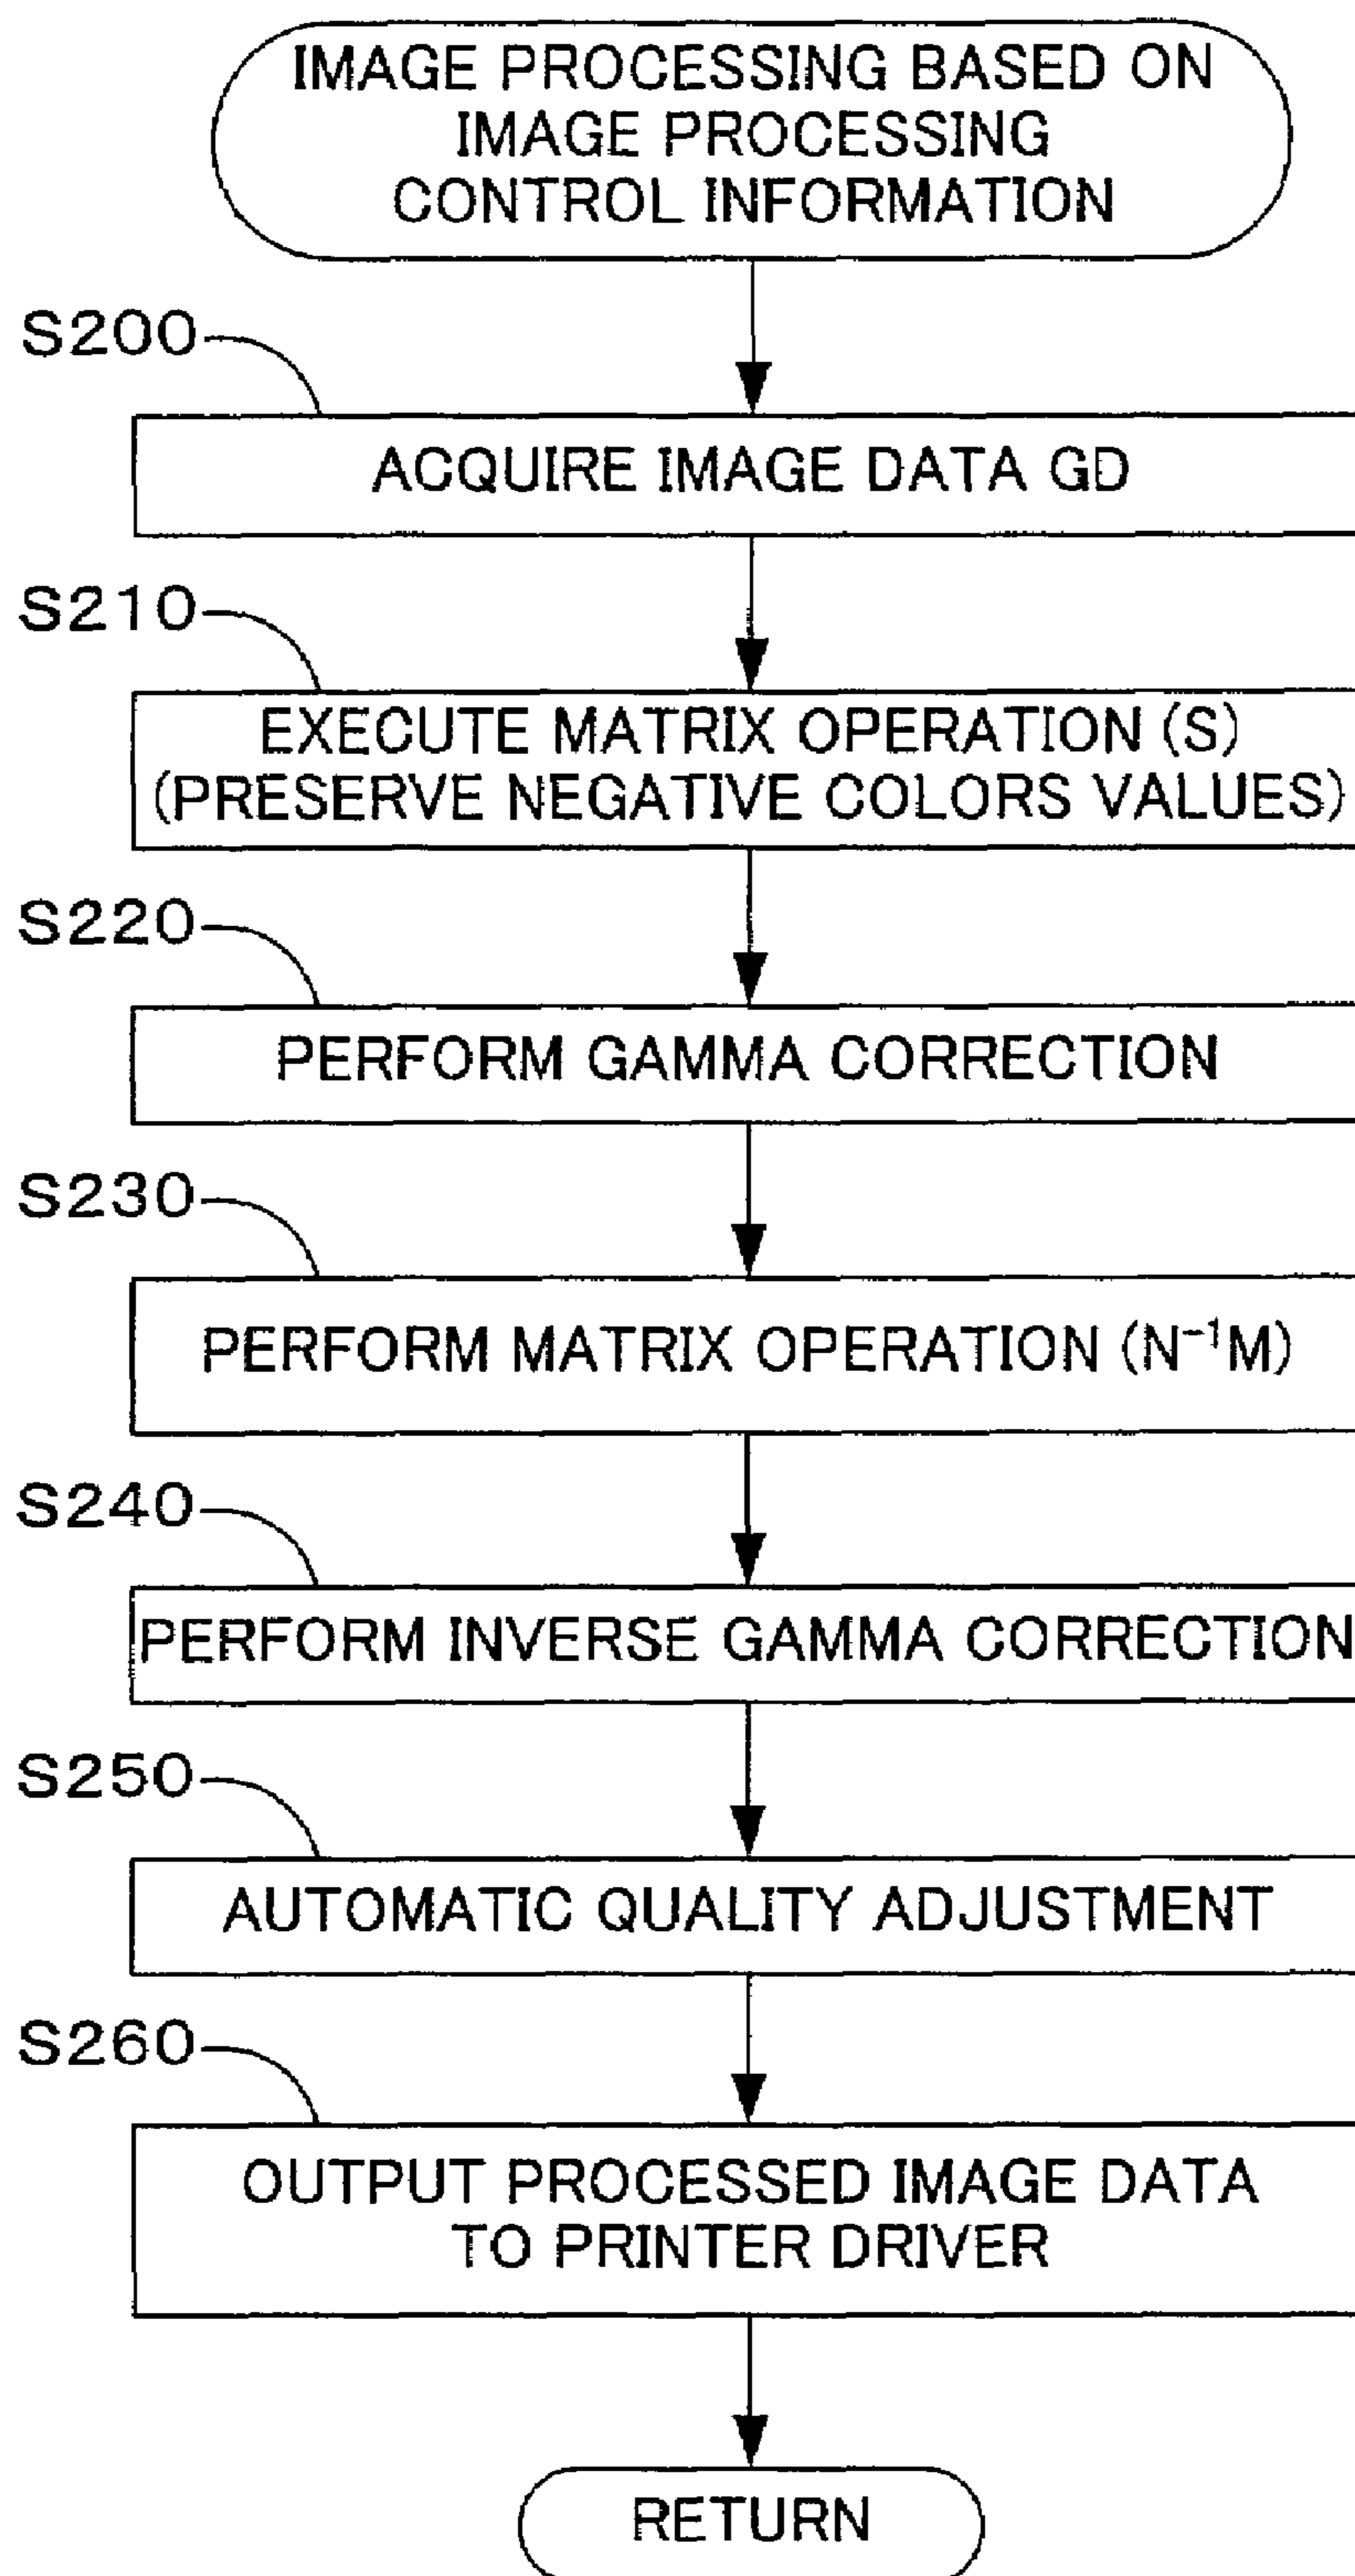 IMAGE PROCESSING BASED ON
IMAGE PROCESSING
CONTROL INFORMATION
S200
ACQUIRE IMAGE DATA GD
S210
EXECUTE MATRIX OPERATION (S)
(PRESERVE NEGATIVE COLORS VALUES)
S220
PERFORM GAMMA CORRECTION
S230
PERFORM MATRIX OPERATION (N⁻¹M)
S240
PERFORM INVERSE GAMMA CORRECTION
S250
AUTOMATIC QUALITY ADJUSTMENT
S260
OUTPUT PROCESSED IMAGE DATA
TO PRINTER DRIVER
RETURN